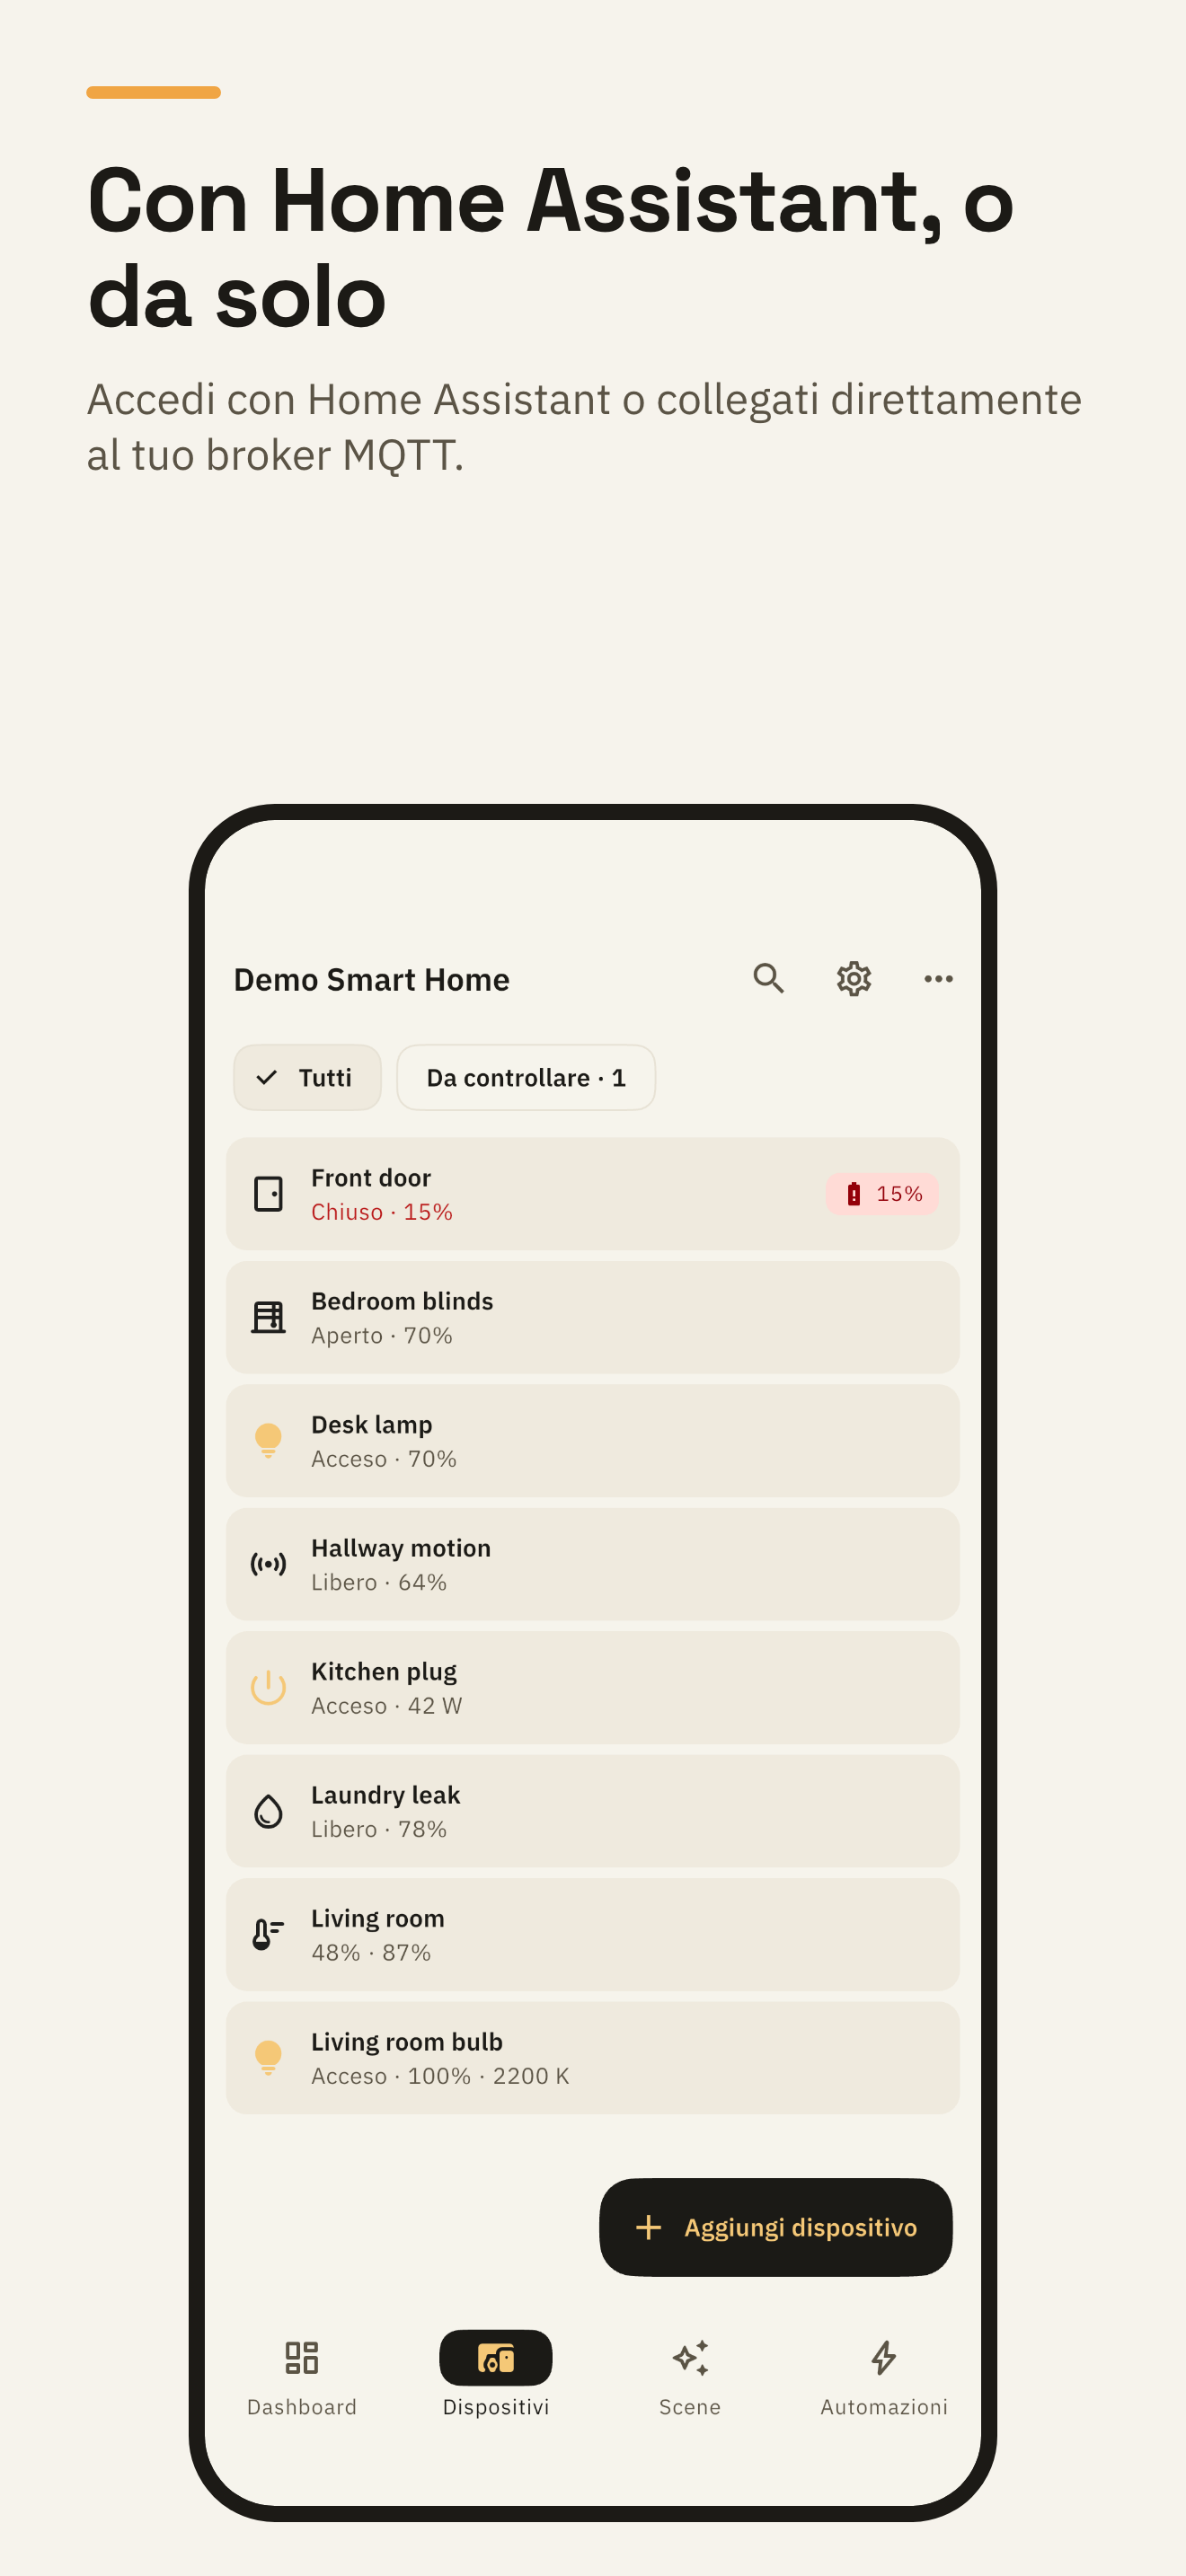 Con Home Assistant, o
da solo
Accedi con Home Assistant o collegati direttamente
al tuo broker MQTT.
Demo Smart Home
Tutti
Da controllare · 1
Front door
Chiuso · 15%
15%
Bedroom blinds
Aperto · 70%
Desk lamp
Acceso · 70%
Hallway motion
Libero · 64%
Kitchen plug
Acceso · 42 W
Laundry leak
Libero · 78%
Living room
48% · 87%
Living room bulb
Acceso · 100% · 2200 K
Aggiungi dispositivo
Dashboard
Dispositivi
Scene
Automazioni